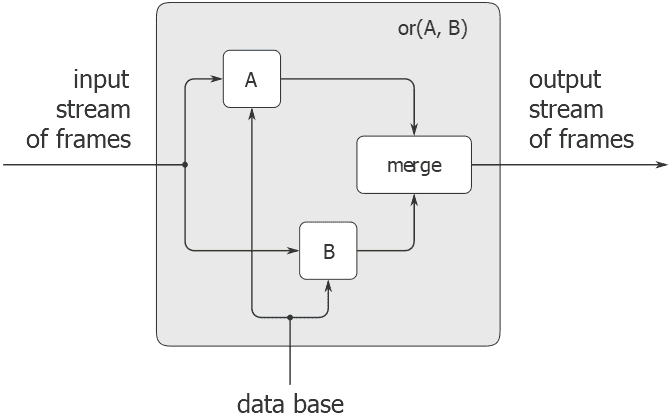 or(A, B)
input
stream
of frames
A
output
stream
of frames
merge
B
data base